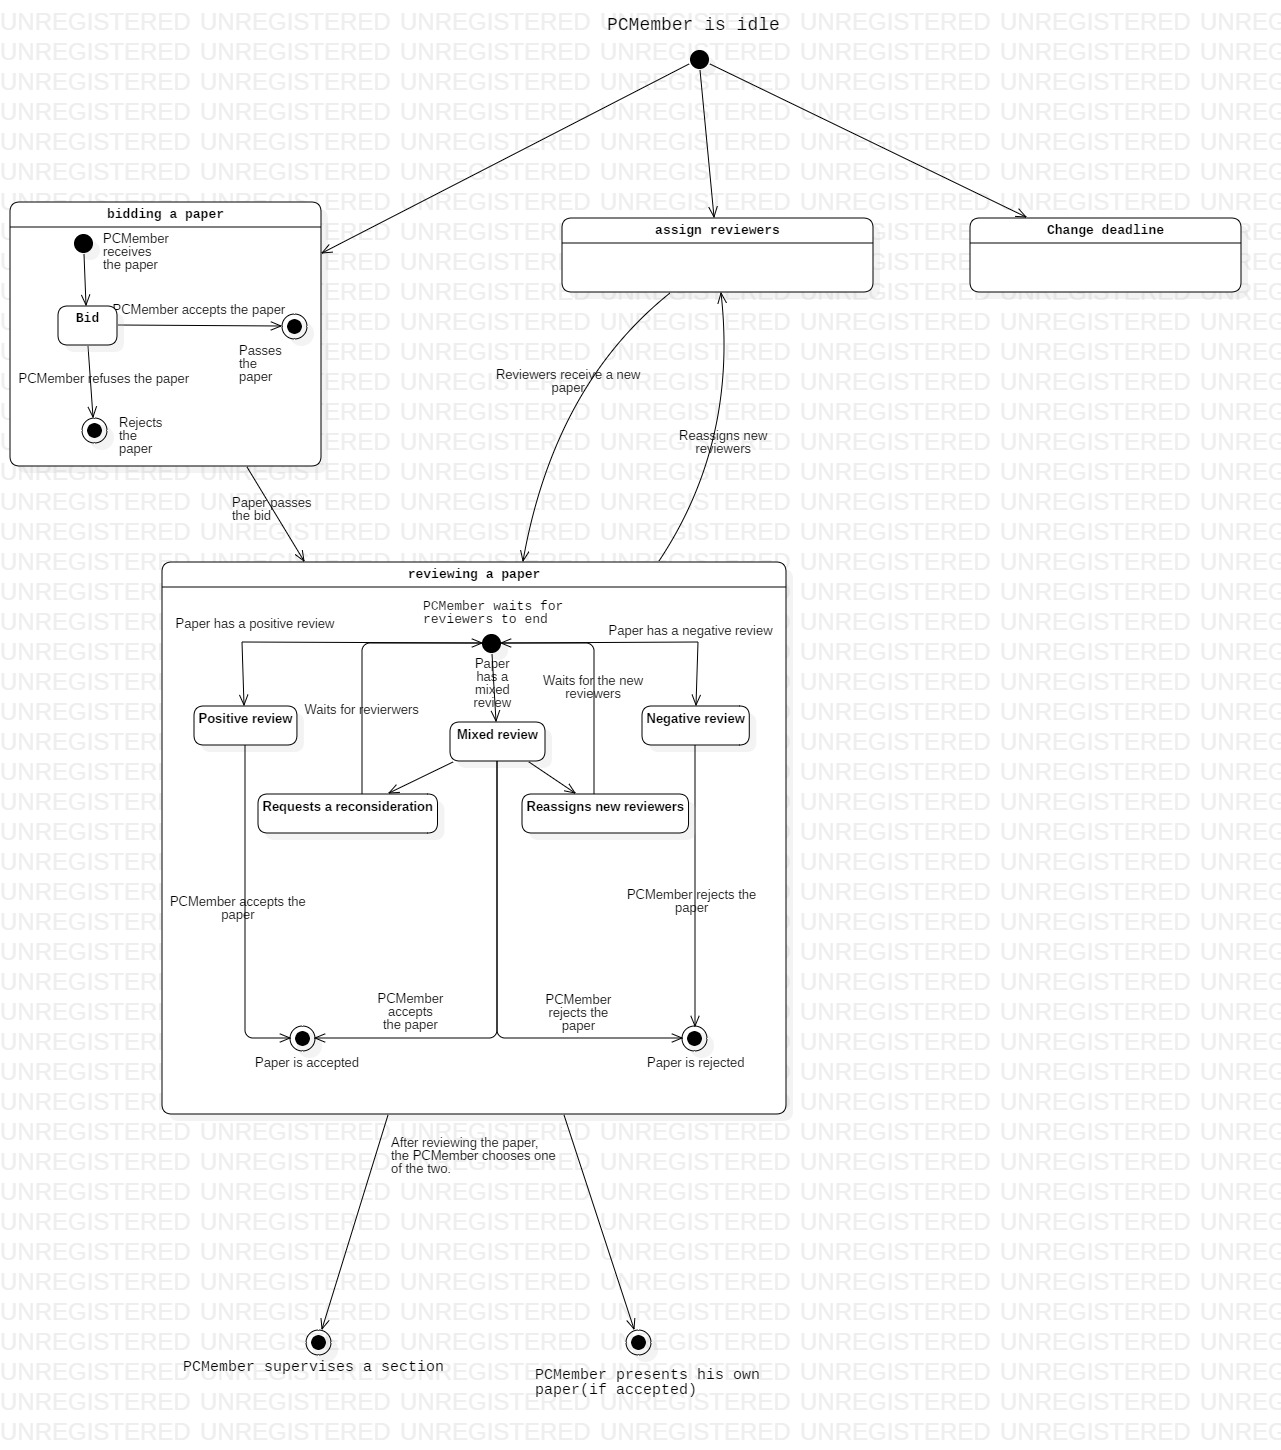 PCMember is idle
bidding a paper
PCMember
receives
the paper
Bid
PCMember accepts the paper
Passes
the
paper
PCMember refuses the paper
Rejects
the
paper
assign reviewers
Change deadline
Reviewers receive a new
paper
Reassigns new
reviewers
Paper passes
the bid
reviewing a paper
PCMember waits for
reviewers to end
Paper has a positive review
Paper has a negative review
Paper
has a
mixed
review
Waits for the new
reviewers
Waits for revierwers
Positive review
Mixed review
Negative review
Requests a reconsideration
Reassigns new reviewers
PCMember accepts the
paper
PCMember rejects the
paper
PCMember
accepts
the paper
PCMember
rejects the
paper
Paper is accepted
Paper is rejected
After reviewing the paper,
the PCMember chooses one
of the two.
PCMember supervises a section
PCMember presents his own
paper(if accepted)
UNREGISTERED